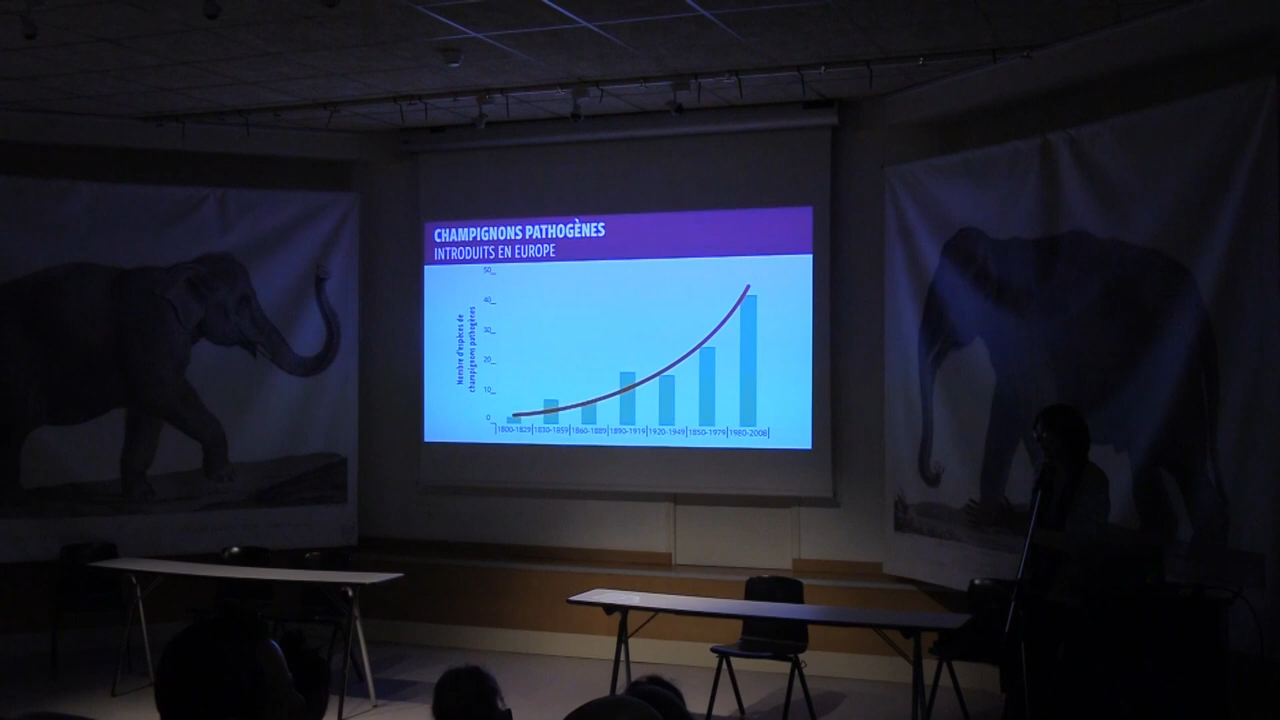 CHAMPIGNONS PATHOGÈNES
INTRODUITS EN EUROPE
Nombre d'espèces de
champignons pathogènes
50
40
30
20
10
0
1800-1829 1830-1859 1860-1889 1890-1919 1920-1949 1850-1979 1980-2008